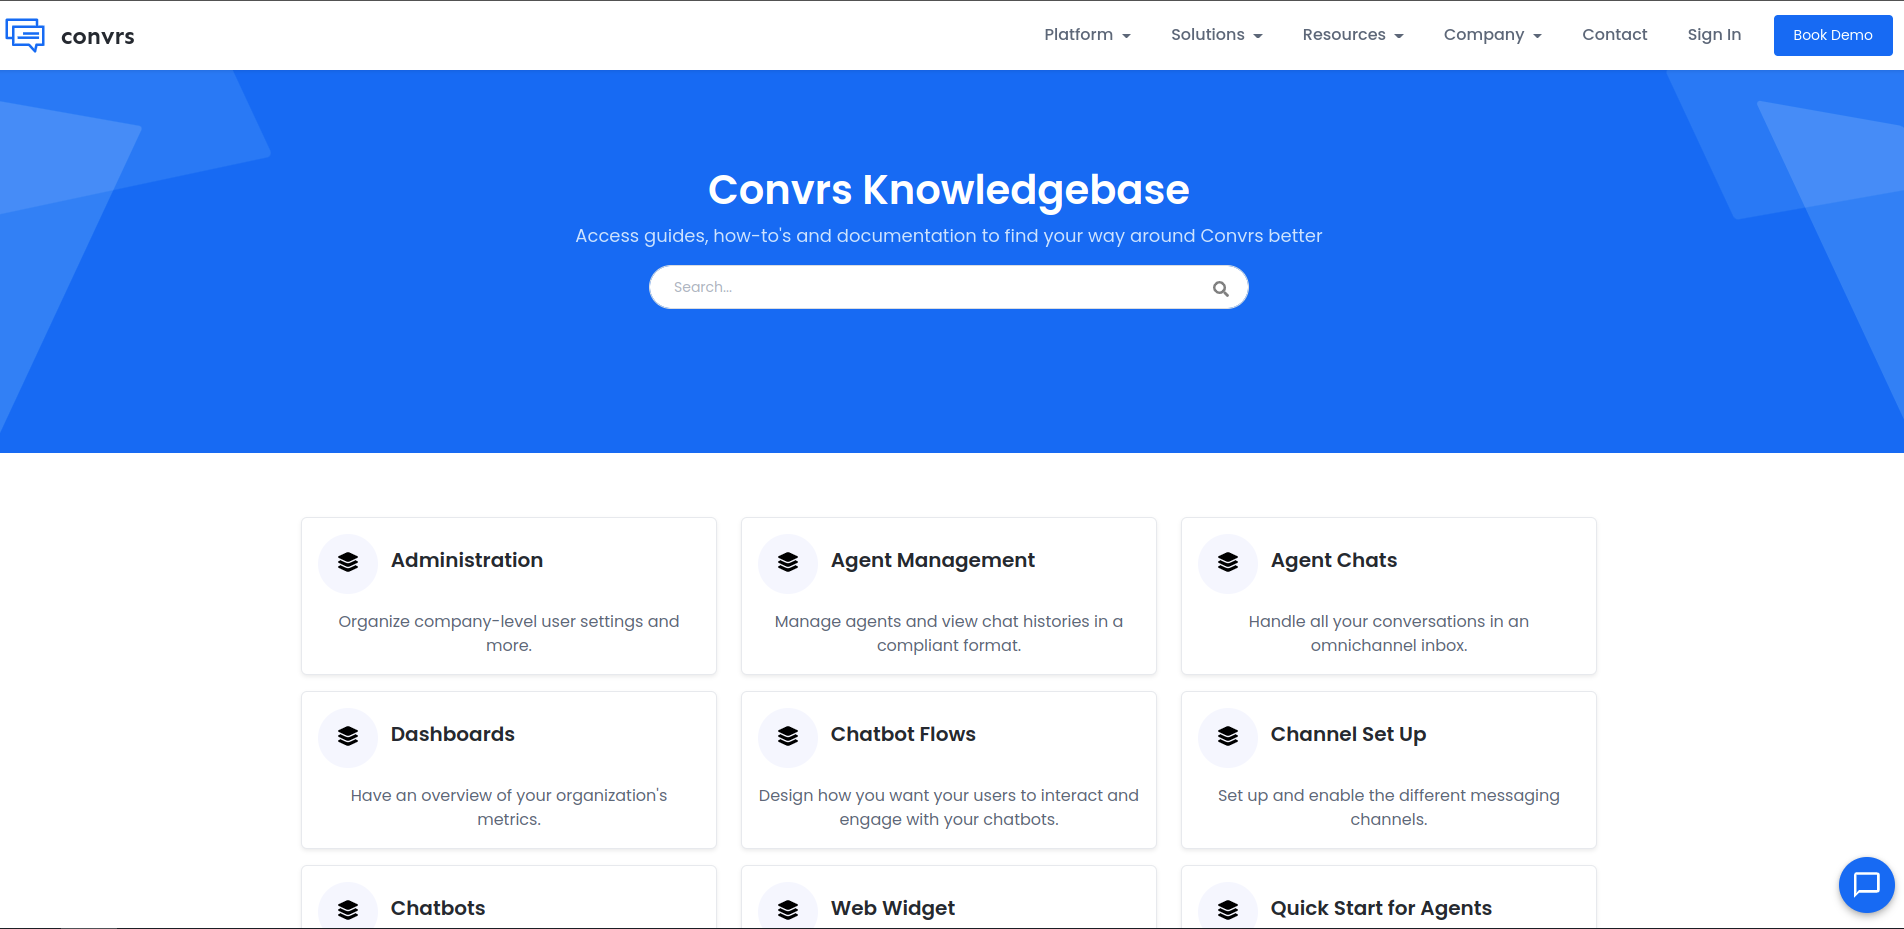 convrs
Platform
Solutions
Resources
Company
Contact
Sign In
Book Demo
Convrs Knowledgebase
Access guides, how-to's and documentation to find your way around Convrs better
Search...
Administration
Organize company-level user settings and
more.
Agent Management
Manage agents and view chat histories in a
compliant format.
Agent Chats
Handle all your conversations in an
omnichannel inbox.
Dashboards
Have an overview of your organization's
metrics.
Chatbot Flows
Design how you want your users to interact and
engage with your chatbots.
Channel Set Up
Set up and enable the different messaging
channels.
Chatbots
Web Widget
Quick Start for Agents